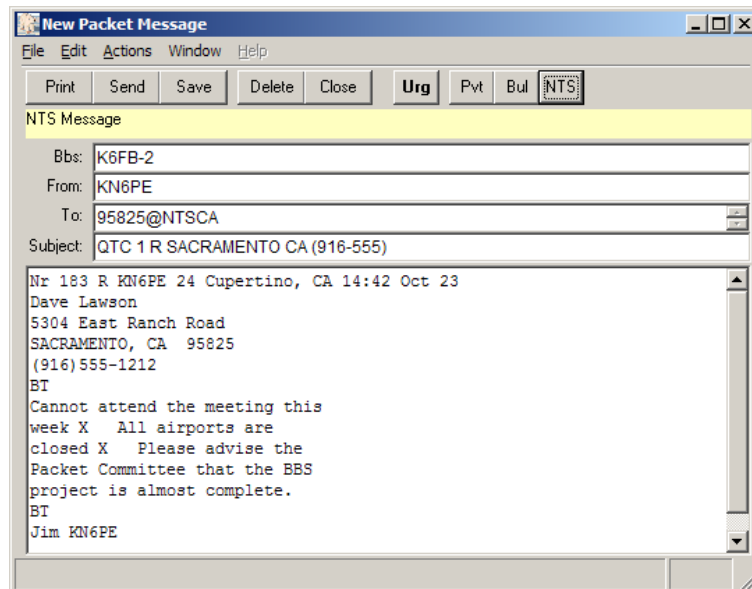 New Packet Message
File Edit Actions Window Help
Print Send Save Delete Close Urg Pvt Bul NTS
NTS Message
Bbs: K6FB-2
From: KN6PE
To: 95825@NTSCA
Subject: QTC 1 R SACRAMENTO CA (916-555)
Nr 183 R KN6PE 24 Cupertino, CA 14:42 Oct 23
Dave Lawson
5304 East Ranch Road
SACRAMENTO, CA  95825
(916)555-1212
BT
Cannot attend the meeting this
week X   All airports are
closed X   Please advise the
Packet Committee that the BBS
project is almost complete.
BT
Jim KN6PE